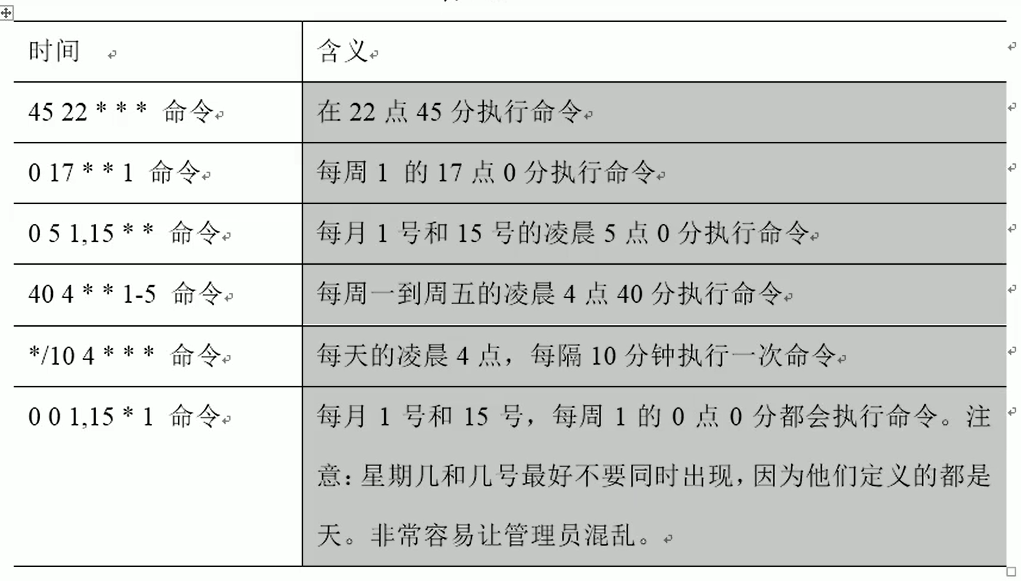 时间 含义
45 22 * * * 命令 在 22 点 45 分执行命令
0 17 * * 1 命令 每周 1 的 17 点 0 分执行命令
0 5 1,15 * * 命令 每月 1 号和 15 号的凌晨 5 点 0 分执行命令
40 4 * * 1-5 命令 每周一到周五的凌晨 4 点 40 分执行命令
*/10 4 * * * 命令 每天的凌晨 4 点，每隔 10 分钟执行一次命令
0 0 1,15 * 1 命令 每月 1 号和 15 号，每周 1 的 0 点 0 分都会执行命令。注
意：星期几和几号最好不要同时出现，因为他们定义的都是
天。非常容易让管理员混乱。